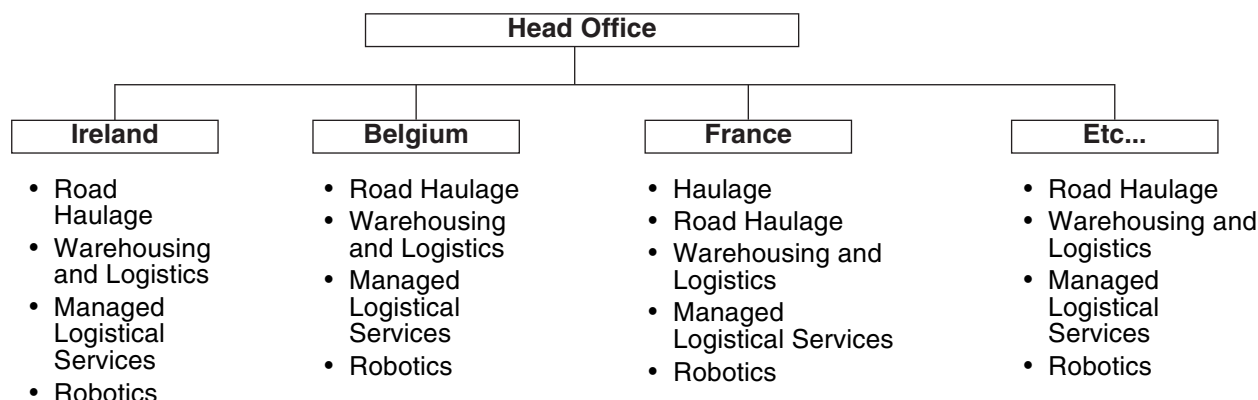 Head Office
Ireland
Belgium
France
Etc...
• Road
Haulage
• Warehousing
and Logistics
• Managed
Logistical
Services
• Robotics
• Road Haulage
• Warehousing
and Logistics
• Managed
Logistical
Services
• Robotics
• Haulage
• Road Haulage
• Warehousing and
Logistics
• Managed
Logistical Services
• Robotics
• Road Haulage
• Warehousing and
Logistics
• Managed
Logistical
Services
• Robotics